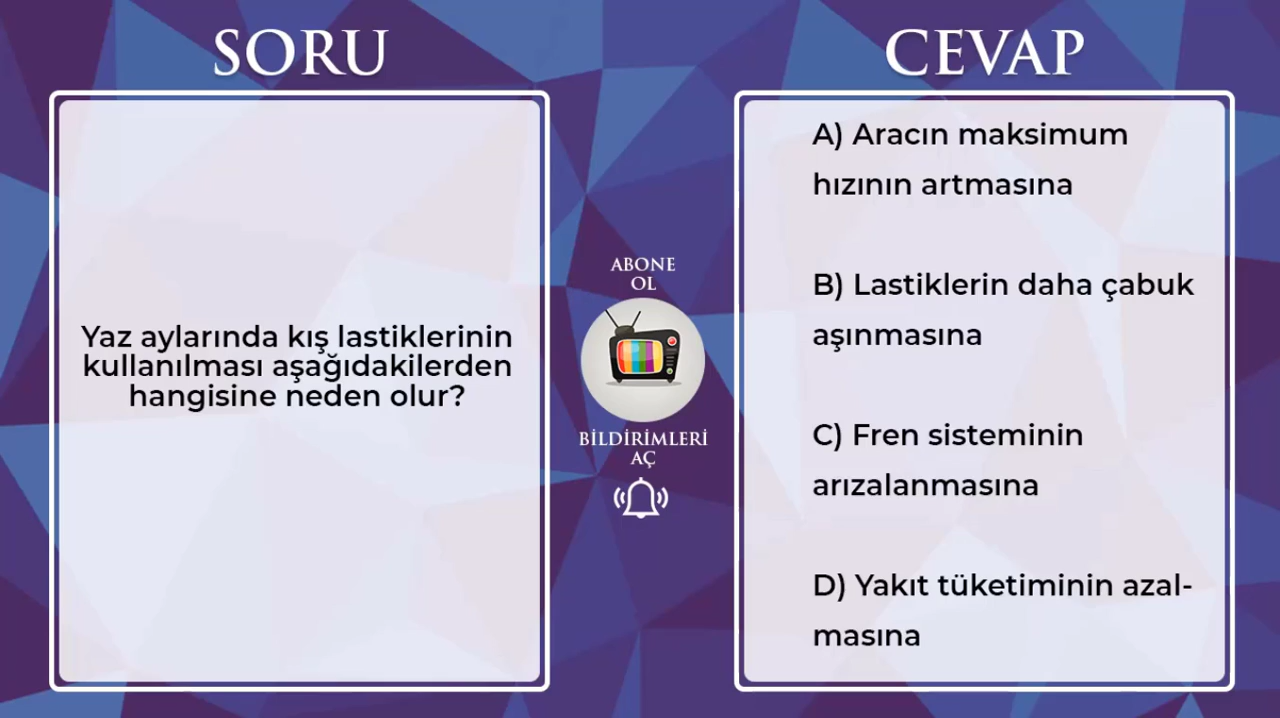 SORU
Yaz aylarında kış lastiklerinin
kullanılması aşağıdakilerden
hangisine neden olur?
ABONE
OL
BİLDİRİMLERİ
AÇ
CEVAP
A) Aracın maksimum
hızının artmasına
B) Lastiklerin daha çabuk
aşınmasına
C) Fren sisteminin
arızalanmasına
D) Yakıt tüketiminin azal-
masına